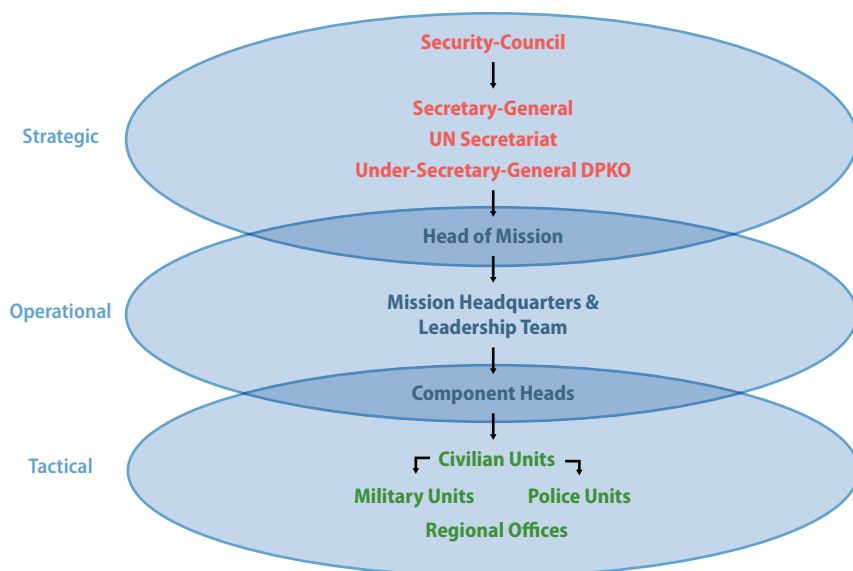 Security-Council
Strategic
Secretary-General
UN Secretariat
Under-Secretary-General DPKO
Head of Mission
Operational
Mission Headquarters &
Leadership Team
Component Heads
Tactical
Civilian Units
Military Units
Police Units
Regional Offices